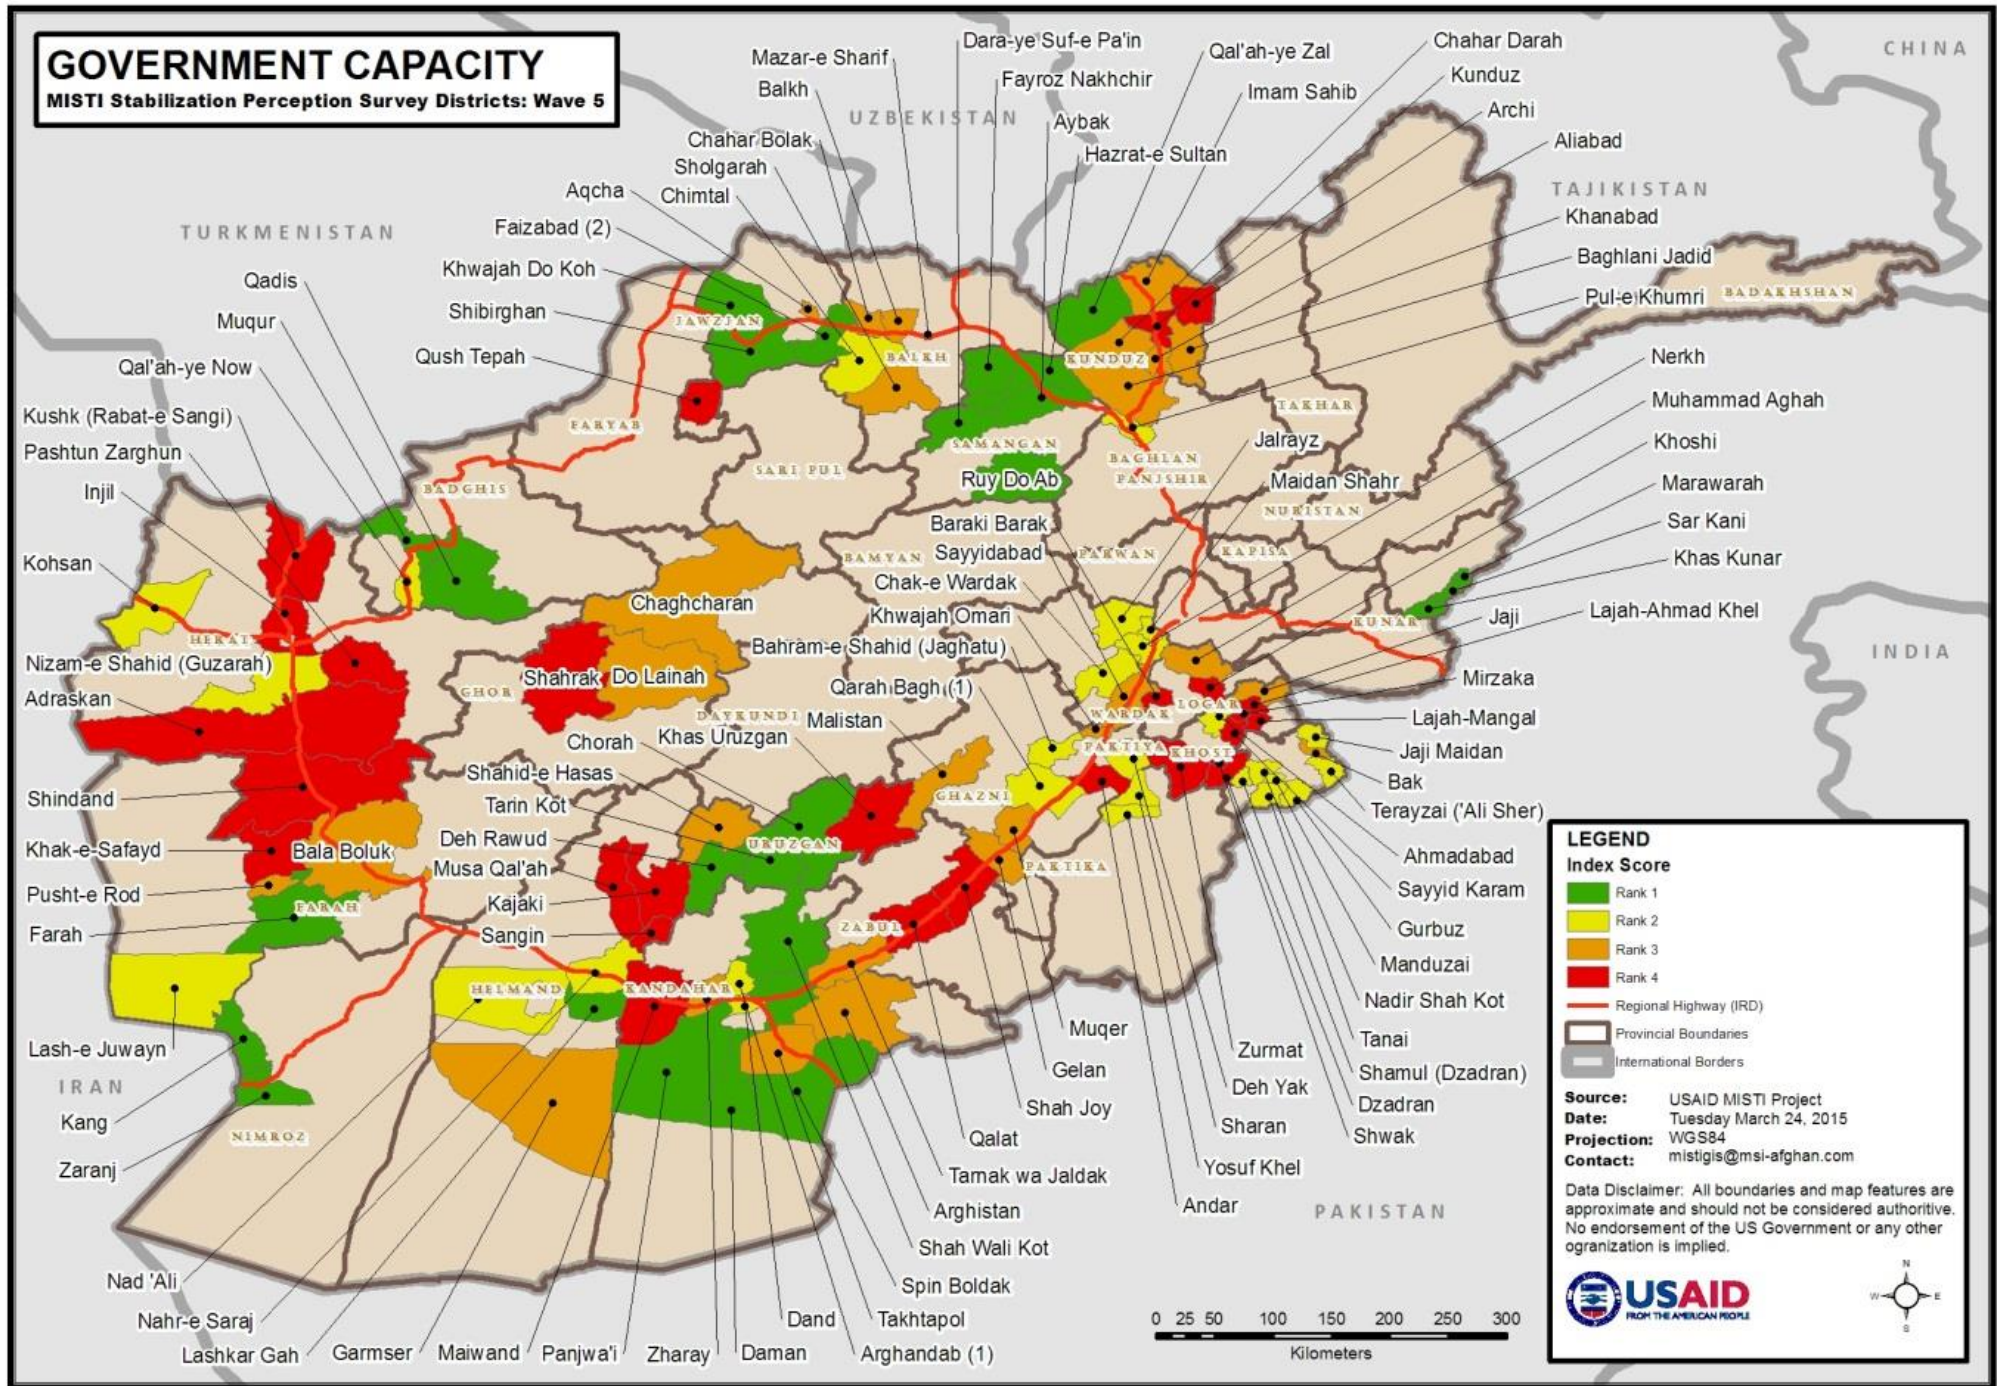 GOVERNMENT CAPACITY
MISTI Stabilization Perception Survey Districts: Wave 5
CHINA
UZBEKISTAN
TAJIKISTAN
TURKMENISTAN
INDIA
IRAN
PAKISTAN
Mazar-e Sharif
Balkh
Chahar Bolak
Sholgarah
Chimtal
Aqcha
Faizabad (2)
Khwajah Do Koh
Shibirghan
Qush Tepah
Qadis
Muqur
Qal'ah-ye Now
Kushk (Rabat-e Sangi)
Pashtun Zarghun
Injil
Kohsan
Nizam-e Shahid (Guzarah)
Adraskan
Shindand
Khak-e-Safayd
Pusht-e Rod
Farah
Lash-e Juwayn
Kang
Zaranj
Dara-ye Suf-e Pa'in
Fayroz Nakhchir
Aybak
Hazrat-e Sultan
Qal'ah-ye Zal
Imam Sahib
Chahar Darah
Kunduz
Archi
Aliabad
Khanabad
Baghlani Jadid
Pul-e Khumri
Nerkh
Muhammad Aghah
Khoshi
Marawarah
Sar Kani
Khas Kunar
Jaji
Lajah-Ahmad Khel
Mirzaka
Lajah-Mangal
Jaji Maidan
Bak
Terayzai ('Ali Sher)
Ahmadabad
Sayyid Karam
Gurbuz
Manduzai
Nadir Shah Kot
Tanai
Shamul (Dzadran)
Dzadran
Shwak
Zurmat
Deh Yak
Sharan
Yosuf Khel
Andar
Muqer
Gelan
Shah Joy
Qalat
Tarnak wa Jaldak
Arghistan
Shah Wali Kot
Spin Boldak
Takhtapol
Arghandab (1)
Dand
Daman
Zharay
Panjwa'i
Maiwand
Garmser
Lashkar Gah
Nahr-e Saraj
Nad 'Ali
Jalrayz
Maidan Shahr
Ruy Do Ab
Baraki Barak
Sayyidabad
Chak-e Wardak
Khwajah Omari
Bahram-e Shahid (Jaghatu)
Qarah Bagh (1)
Malistan
Khas Uruzgan
Chorah
Shahid-e Hasas
Tarin Kot
Deh Rawud
Musa Qal'ah
Kajaki
Sangin
Chaghcharan
Shahrak
Do Lainah
Bala Boluk
JAWZJAN
BALKH
KUNDUZ
TAKHAR
BADAKHSHAN
FARYAB
SARI PUL
SAMANGAN
BAGHLAN
PANJSHIR
NURISTAN
BADGHIS
BAMYAN
PARWAN
KAPISA
KUNAR
HERAT
GHOR
DAYKUNDI
WARDAK
LOGAR
PAKTIYA
KHOST
GHAZNI
URUZGAN
PAKTIKA
ZABUL
FARAH
HELMAND
KANDAHAR
NIMROZ
LEGEND
Index Score
Rank 1
Rank 2
Rank 3
Rank 4
Regional Highway (IRD)
Provincial Boundaries
International Borders
Source: USAID MISTI Project
Date: Tuesday March 24, 2015
Projection: WGS84
Contact: mistigis@msi-afghan.com
Data Disclaimer: All boundaries and map features are
approximate and should not be considered authoritive.
No endorsement of the US Government or any other
ogranization is implied.
USAID
FROM THE AMERICAN PEOPLE
N
W
E
S
0 25 50 100 150 200 250 300
Kilometers